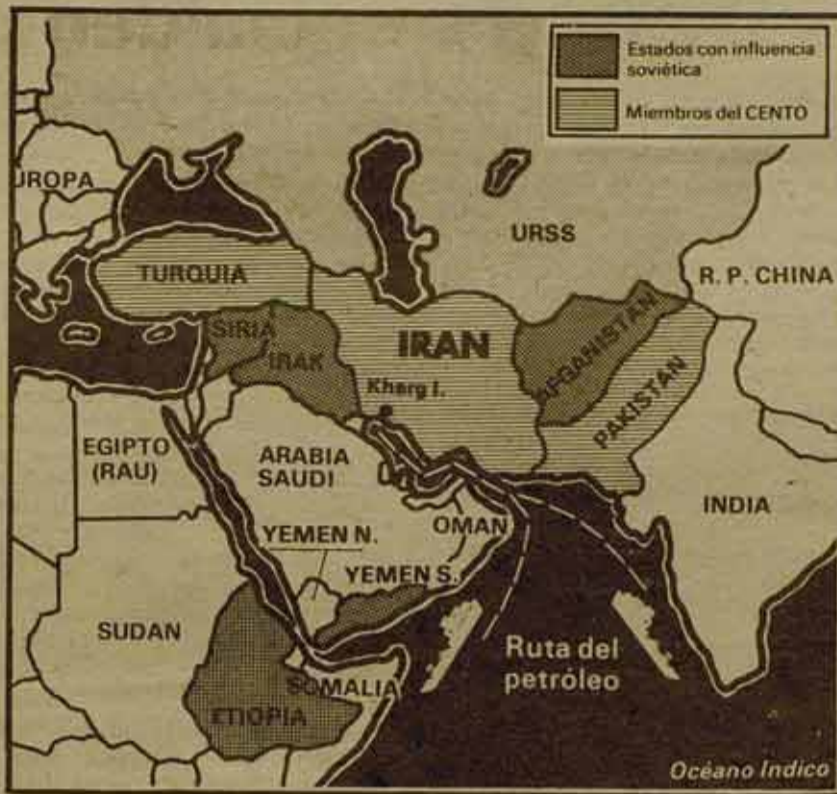 Estados con influencia
soviética
Miembros del CENTO
UROPA
URSS
R. P. CHINA
TURQUIA
SIRIA
IRAK
IRAN
Kharg I.
AFGANISTAN
PAKISTAN
EGIPTO
(RAU)
ARABIA
SAUDI
INDIA
OMAN
YEMEN N.
YEMEN S.
SUDAN
Ruta del
petróleo
SOMALIA
ETIOPIA
Océano Indico